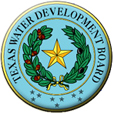 TEXAS WATER DEVELOPMENT BOARD